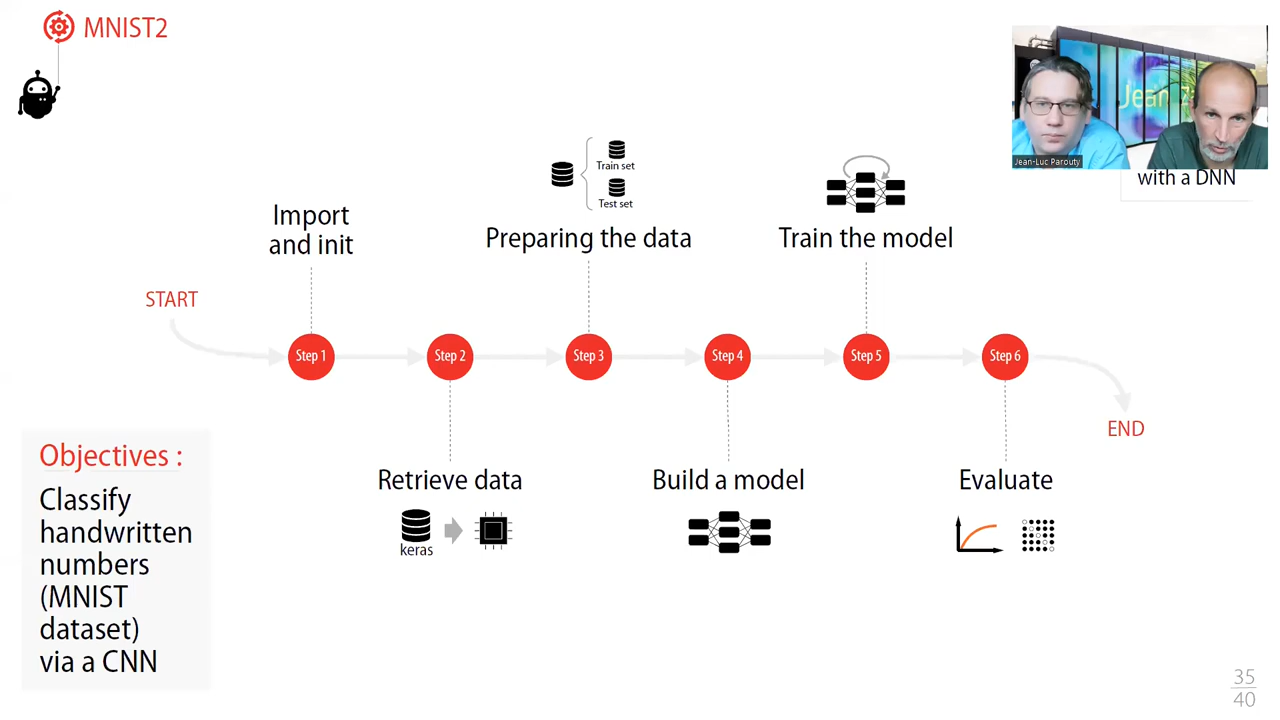 MNIST2
Jean Z
Jean-Luc Parouty
with a DNN
Train set
Test set
Import
and init
Preparing the data
Train the model
START
Step 1
Step 2
Step 3
Step 4
Step 5
Step 6
END
Objectives :
Classify
handwritten
numbers
(MNIST
dataset)
via a CNN
Retrieve data
keras
Build a model
Evaluate
35
40